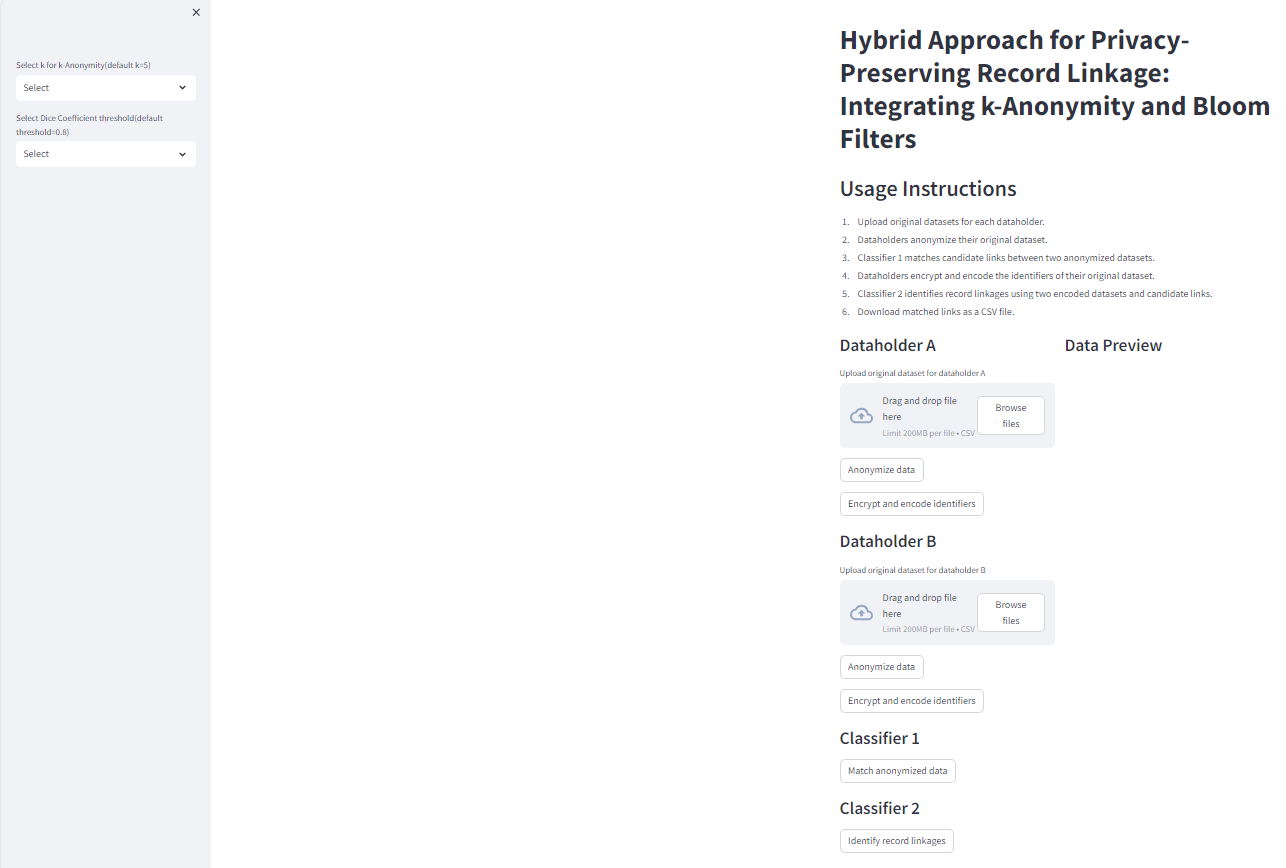 Select k for k-Anonymity(default k=5)
Select
Select Dice Coefficient threshold(default
threshold=0.8)
Select
Hybrid Approach for Privacy-
Preserving Record Linkage:
Integrating k-Anonymity and Bloom
Filters
Usage Instructions
1. Upload original datasets for each dataholder.
2. Dataholders anonymize their original dataset.
3. Classifier 1 matches candidate links between two anonymized datasets.
4. Dataholders encrypt and encode the identifiers of their original dataset.
5. Classifier 2 identifies record linkages using two encoded datasets and candidate links.
6. Download matched links as a CSV file.
Dataholder A
Upload original dataset for dataholder A
Drag and drop file
here
Limit 200MB per file • CSV
Browse
files
Anonymize data
Encrypt and encode identifiers
Dataholder B
Upload original dataset for dataholder B
Drag and drop file
here
Limit 200MB per file • CSV
Browse
files
Anonymize data
Encrypt and encode identifiers
Classifier 1
Match anonymized data
Classifier 2
Identify record linkages
Data Preview